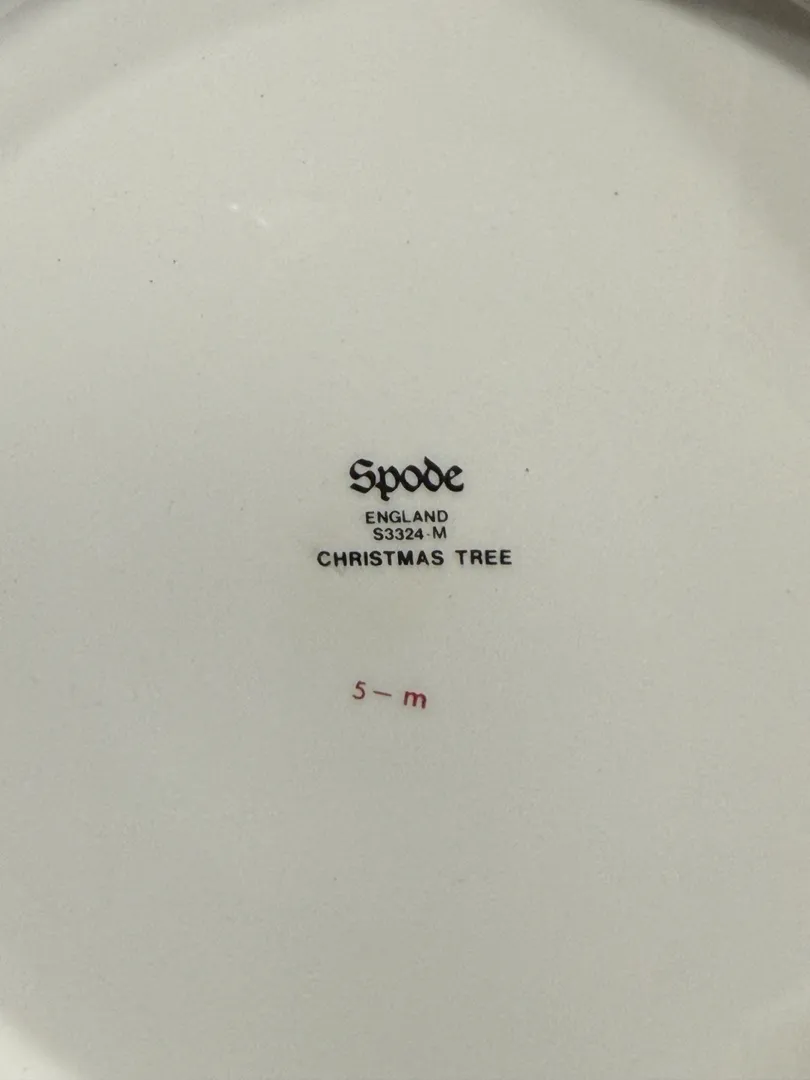 Spode
ENGLAND
S3324-M
CHRISTMAS TREE
5-m